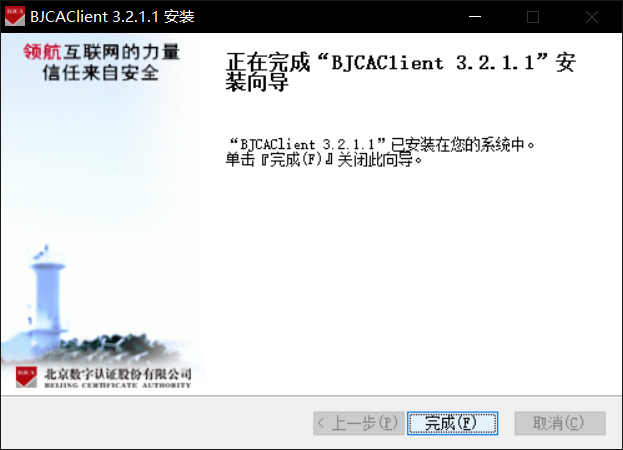 BJCAClient 3.2.1.1 安装
领航互联网的力量
信任来自安全
正在完成“BJCAClient 3.2.1.1”安
装向导
“BJCAClient 3.2.1.1”已安装在您的系统中。
单击『完成(F)』关闭此向导。
BJCA
北京数字认证股份有限公司
BEIJING CERTIFICATE AUTHORITY
< 上一步(P)
完成(F)
取消(C)